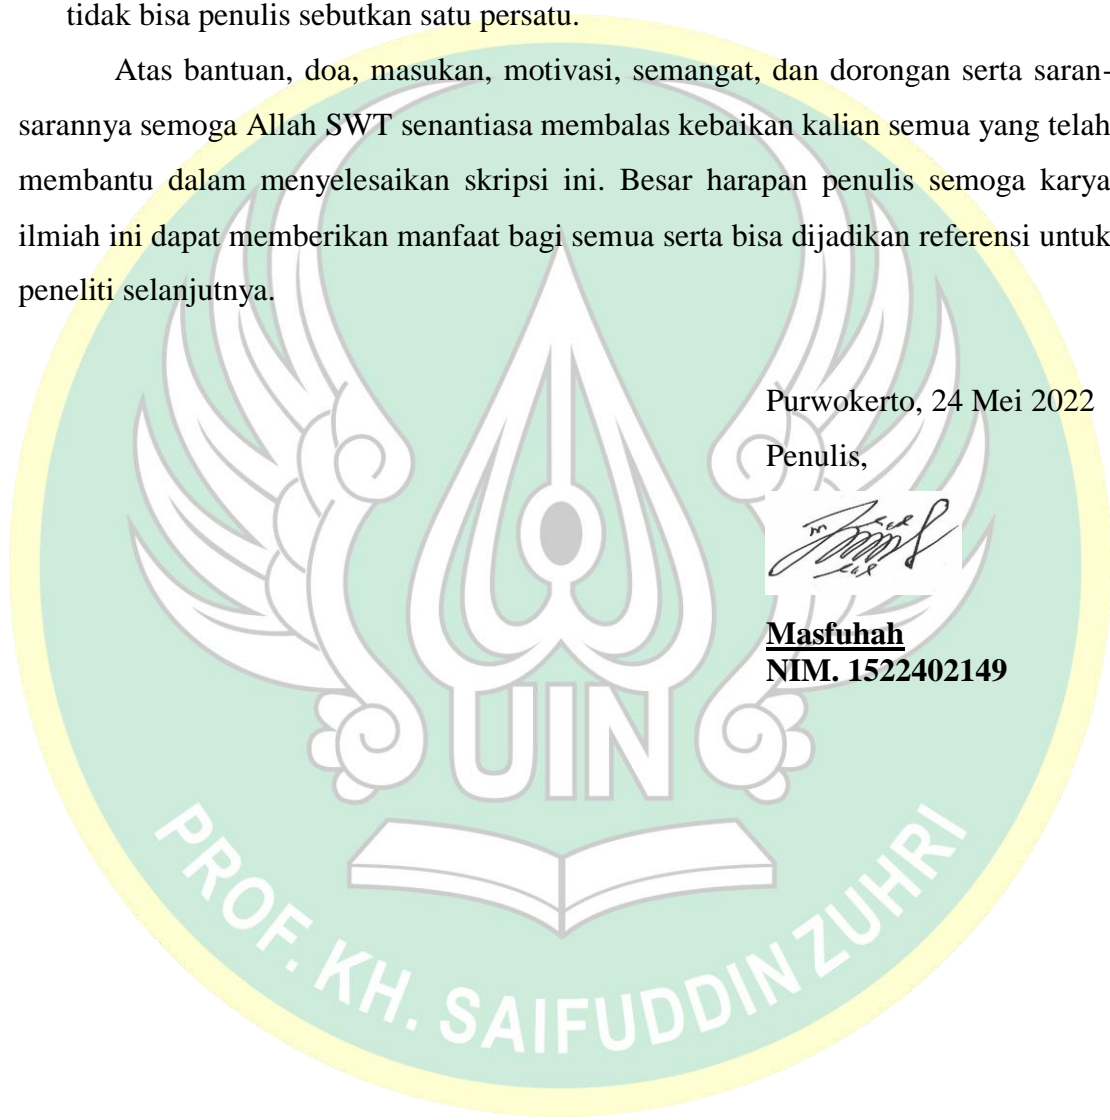 tidak bisa penulis sebutkan satu persatu.
Atas bantuan, doa, masukan, motivasi, semangat, dan dorongan serta saran-
sarannya semoga Allah SWT senantiasa membalas kebaikan kalian semua yang telah
membantu dalam menyelesaikan skripsi ini. Besar harapan penulis semoga karya
ilmiah ini dapat memberikan manfaat bagi semua serta bisa dijadikan referensi untuk
peneliti selanjutnya.
Purwokerto, 24 Mei 2022
Penulis,
Masfuhah
NIM. 1522402149
UIN
PROF. KH. SAIFUDDIN ZUHRI